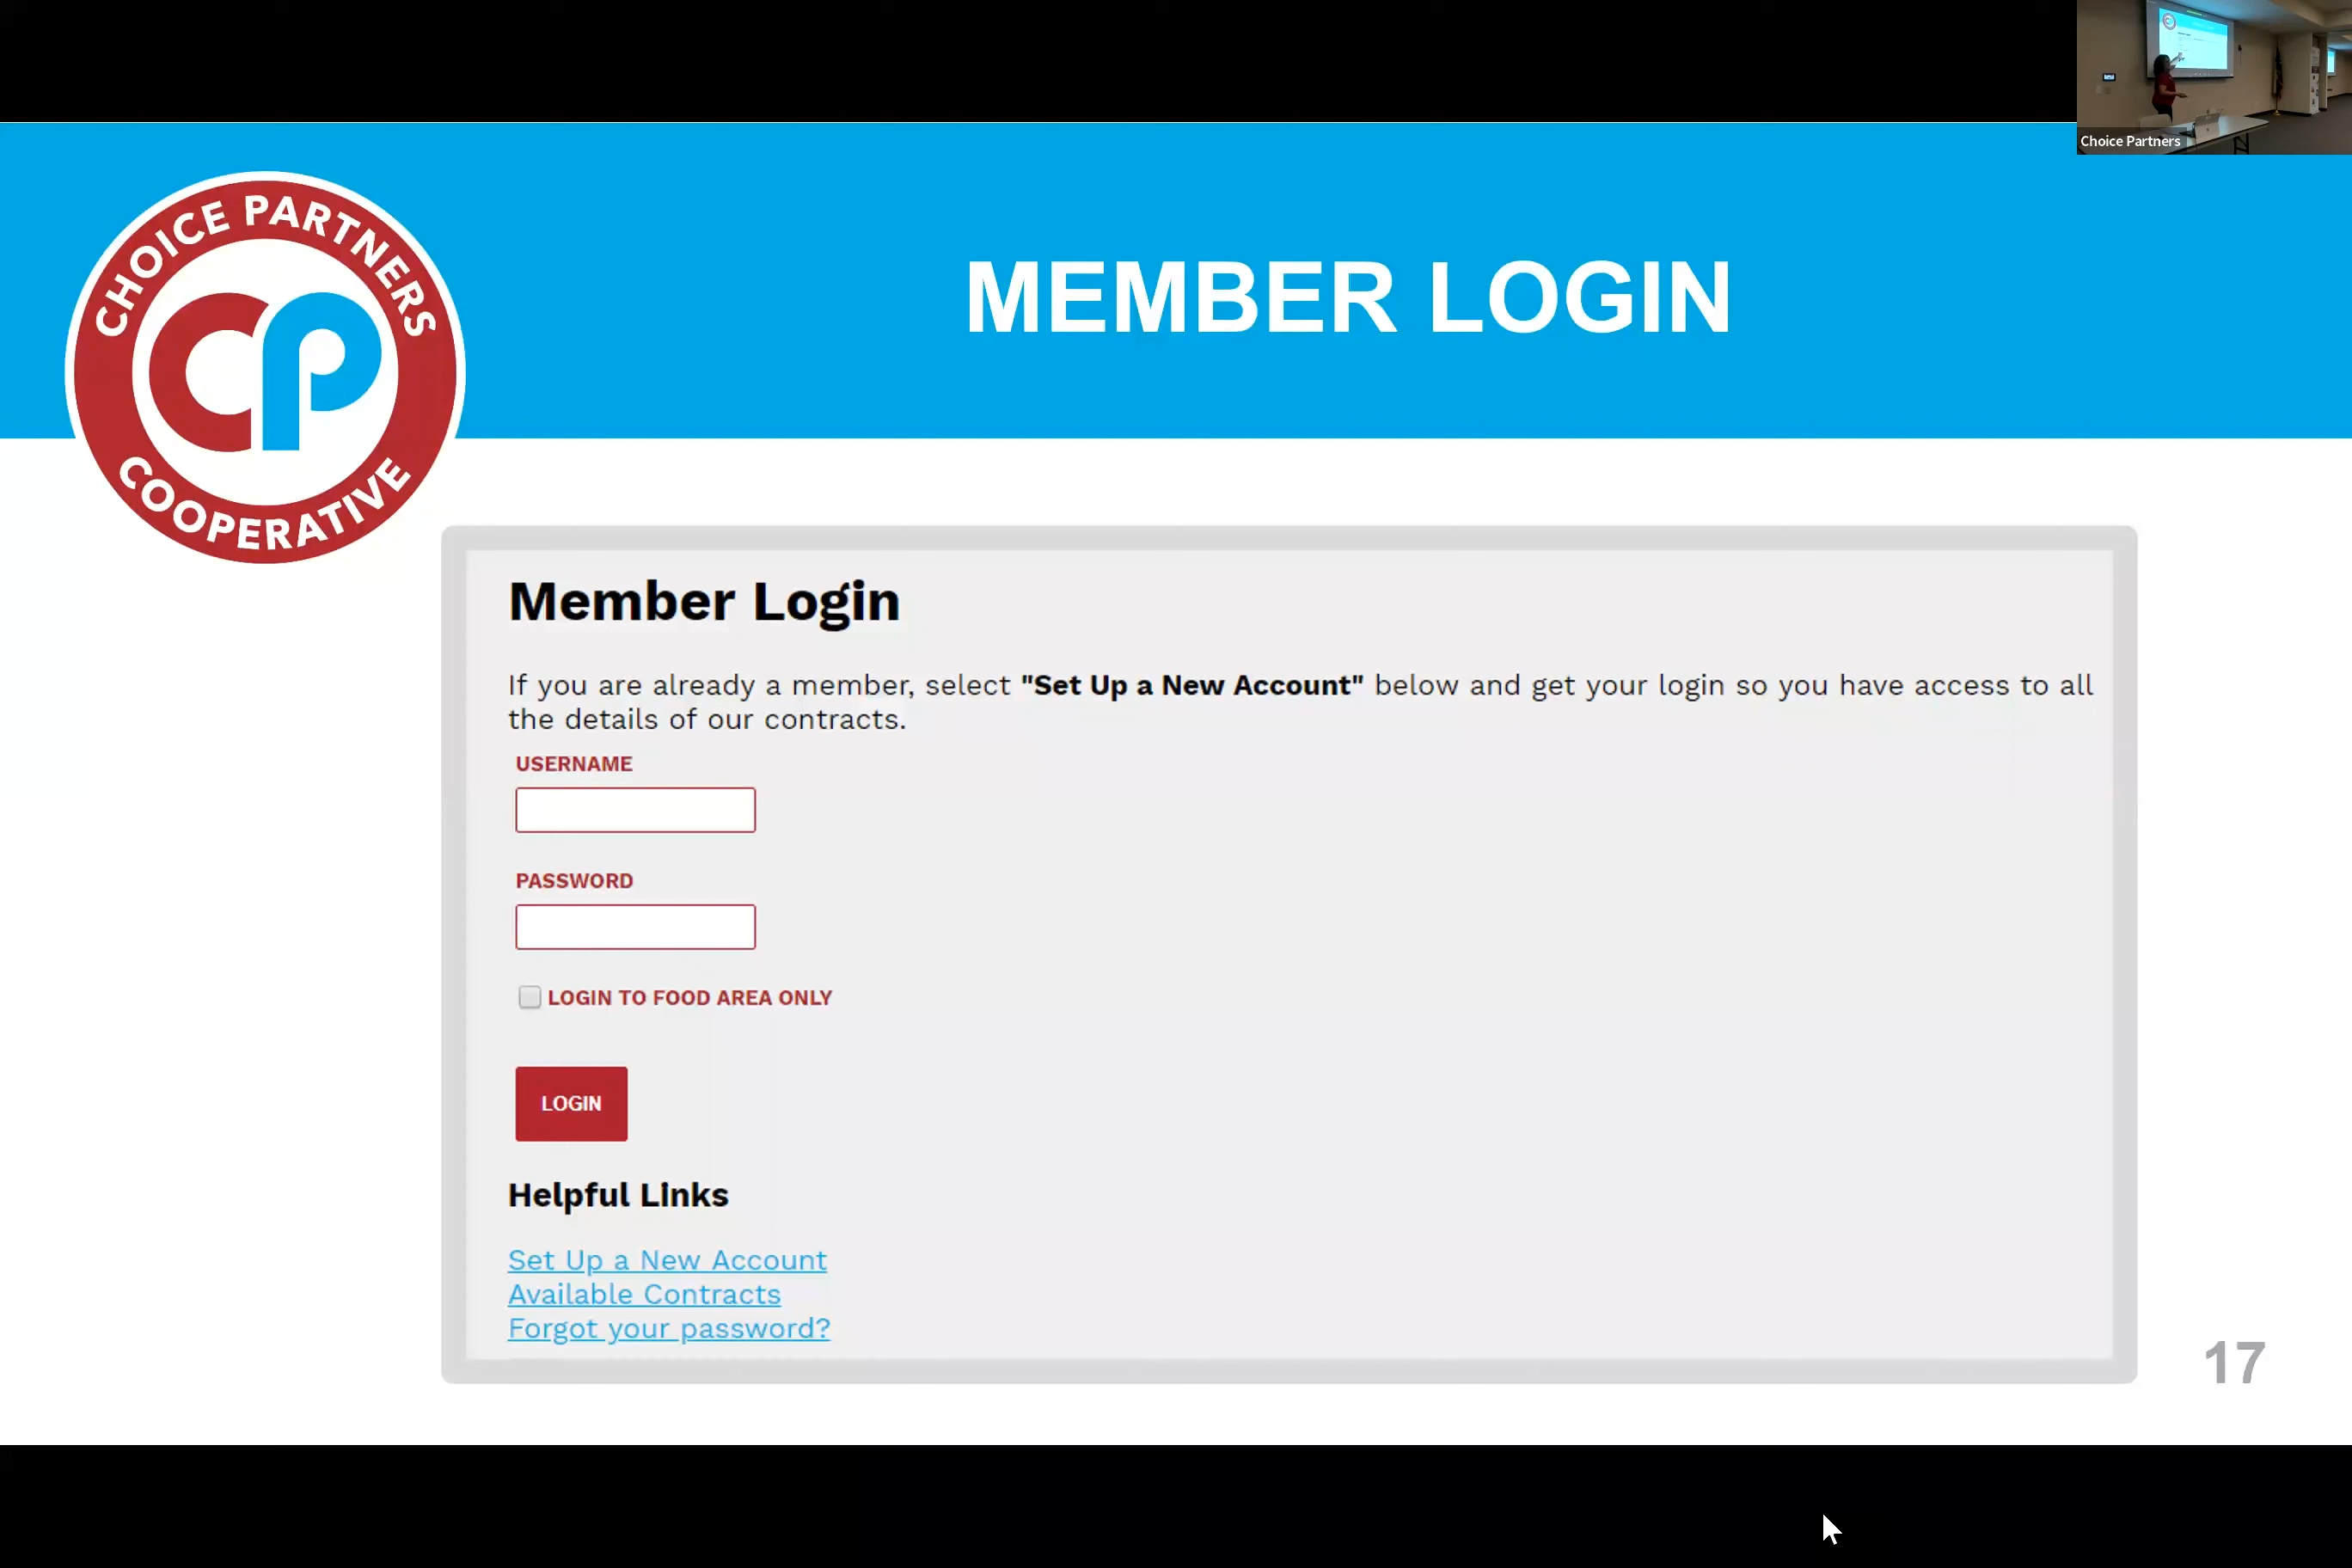 Choice Partners
CHOICE PARTNERS
CP
COOPERATIVE
MEMBER LOGIN
Member Login
If you are already a member, select "Set Up a New Account" below and get your login so you have access to all
the details of our contracts.
USERNAME
PASSWORD
LOGIN TO FOOD AREA ONLY
LOGIN
Helpful Links
Set Up a New Account
Available Contracts
Forgot your password?
17